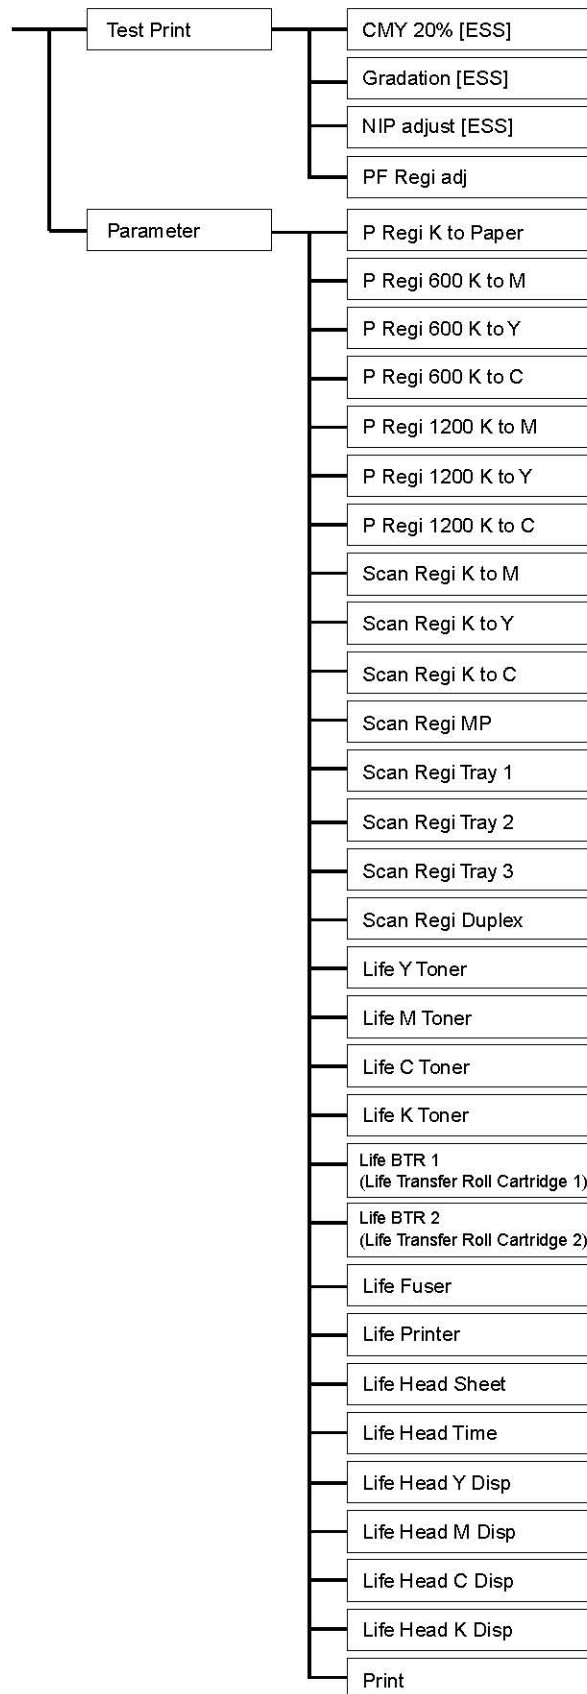 Test Print
CMY 20% [ESS]
Gradation [ESS]
NIP adjust [ESS]
PF Regi adj
Parameter
P Regi K to Paper
P Regi 600 K to M
P Regi 600 K to Y
P Regi 600 K to C
P Regi 1200 K to M
P Regi 1200 K to Y
P Regi 1200 K to C
Scan Regi K to M
Scan Regi K to Y
Scan Regi K to C
Scan Regi MP
Scan Regi Tray 1
Scan Regi Tray 2
Scan Regi Tray 3
Scan Regi Duplex
Life Y Toner
Life M Toner
Life C Toner
Life K Toner
Life BTR 1
(Life Transfer Roll Cartridge 1)
Life BTR 2
(Life Transfer Roll Cartridge 2)
Life Fuser
Life Printer
Life Head Sheet
Life Head Time
Life Head Y Disp
Life Head M Disp
Life Head C Disp
Life Head K Disp
Print